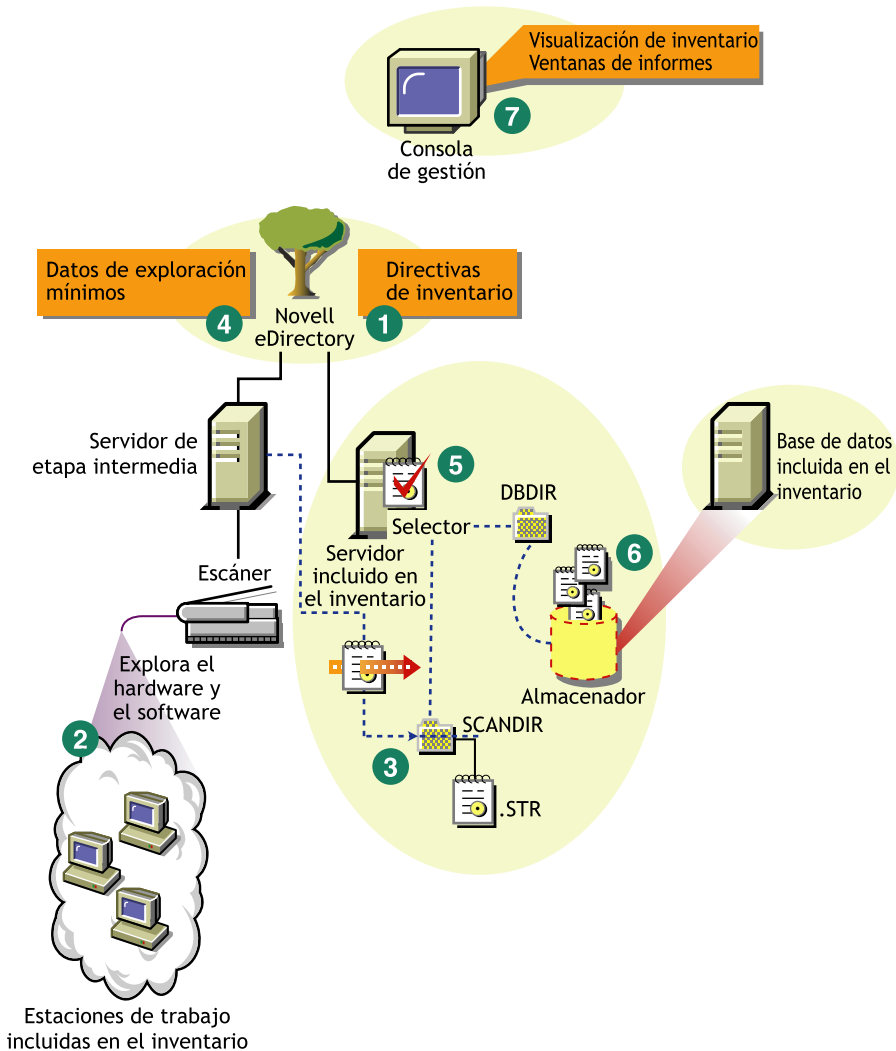 Visualización de inventario
Ventanas de informes
7
Consola
de gestión
Datos de exploración
mínimos
4
Directivas
de inventario
1
Novell
eDirectory
Servidor de
etapa intermedia
5
Selector
Servidor
incluido en
el inventario
DBDIR
6
Base de datos
incluida en el
inventario
Escáner
Explora el
hardware y
el software
Almacenador
SCANDIR
3
.STR
2
Estaciones de trabajo
incluidas en el inventario